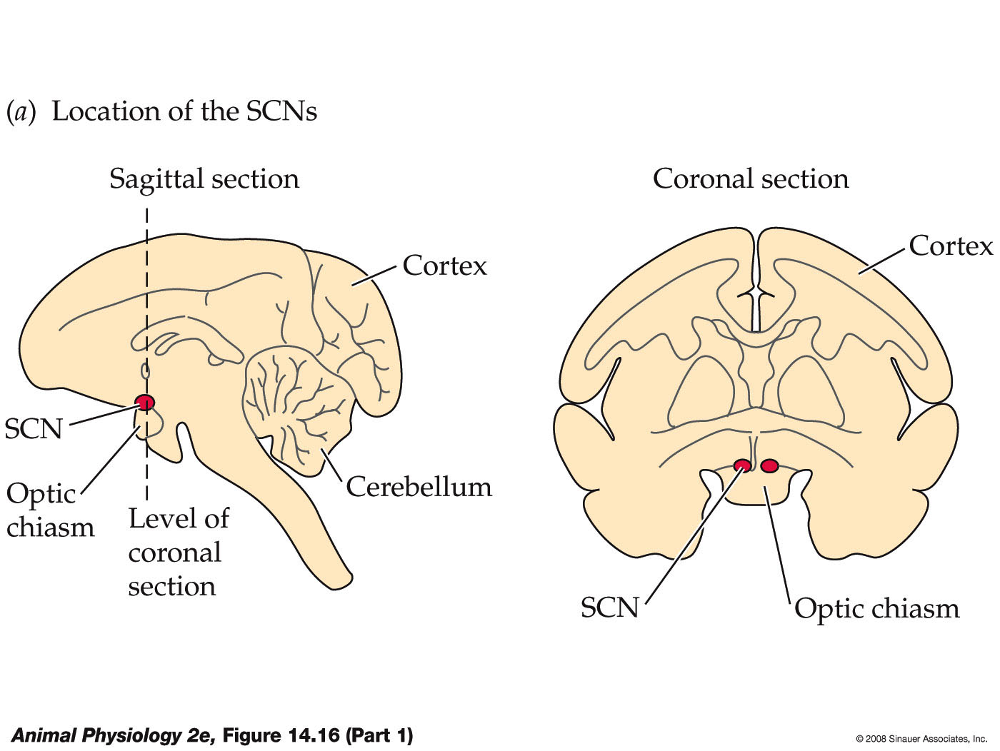 (a) Location of the SCNs
Sagittal section
Cortex
SCN
Optic
chiasm
Level of
coronal
section
Cerebellum
Coronal section
Cortex
SCN
Optic chiasm
Animal Physiology 2e, Figure 14.16 (Part 1)
© 2008 Sinauer Associates, Inc.